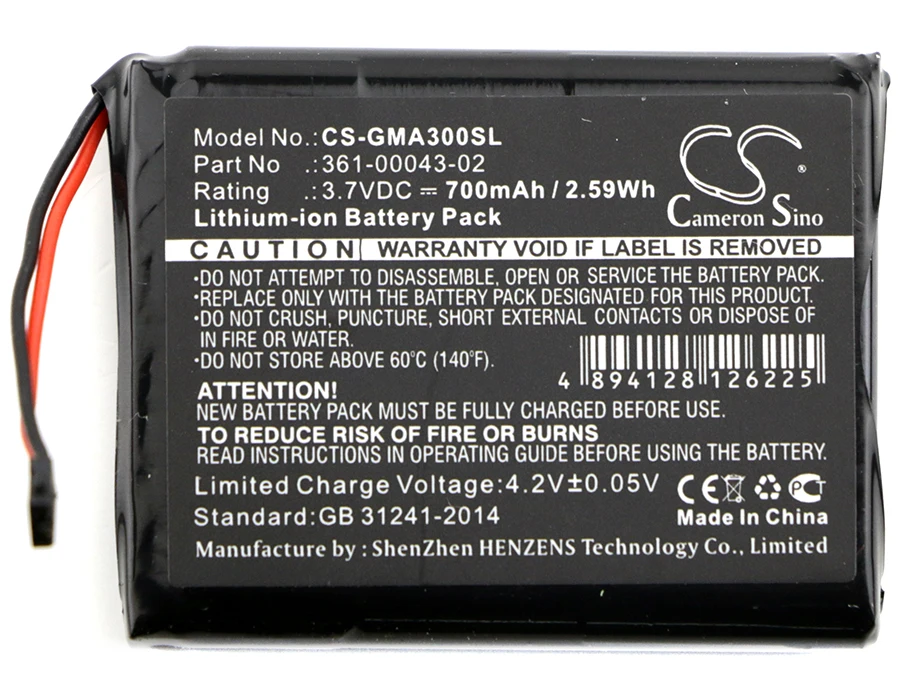 Model No.:CS-GMA300SL
Part No .:361-00043-02
Rating .:3.7VDC ⎓ 700mAh / 2.59Wh
Lithium-ion Battery Pack
CS ®
Cameron Sino
CAUTION WARRANTY VOID IF LABEL IS REMOVED
·DO NOT ATTEMPT TO DISASSEMBLE, OPEN OR SERVICE THE BATTERY PACK.
·REPLACE ONLY WITH THE BATTERY PACK DESIGNATED FOR THIS PRODUCT.
·DO NOT CRUSH, PUNCTURE, SHORT EXTERNAL CONTACTS OR DISPOSE OF
IN FIRE OR WATER.
·DO NOT STORE ABOVE 60°C (140°F).
4 894128 126225
ATTENTION!
NEW BATTERY PACK MUST BE FULLY CHARGED BEFORE USE.
TO REDUCE RISK OF FIRE OR BURNS
READ INSTRUCTIONS IN OPERATING GUIDE BEFORE USING THE BATTERY.
Limited Charge Voltage:4.2V±0.05V
CE PCT
Standard:GB 31241-2014
Made In China
Manufacture by : ShenZhen HENZENS Technology Co., Limited